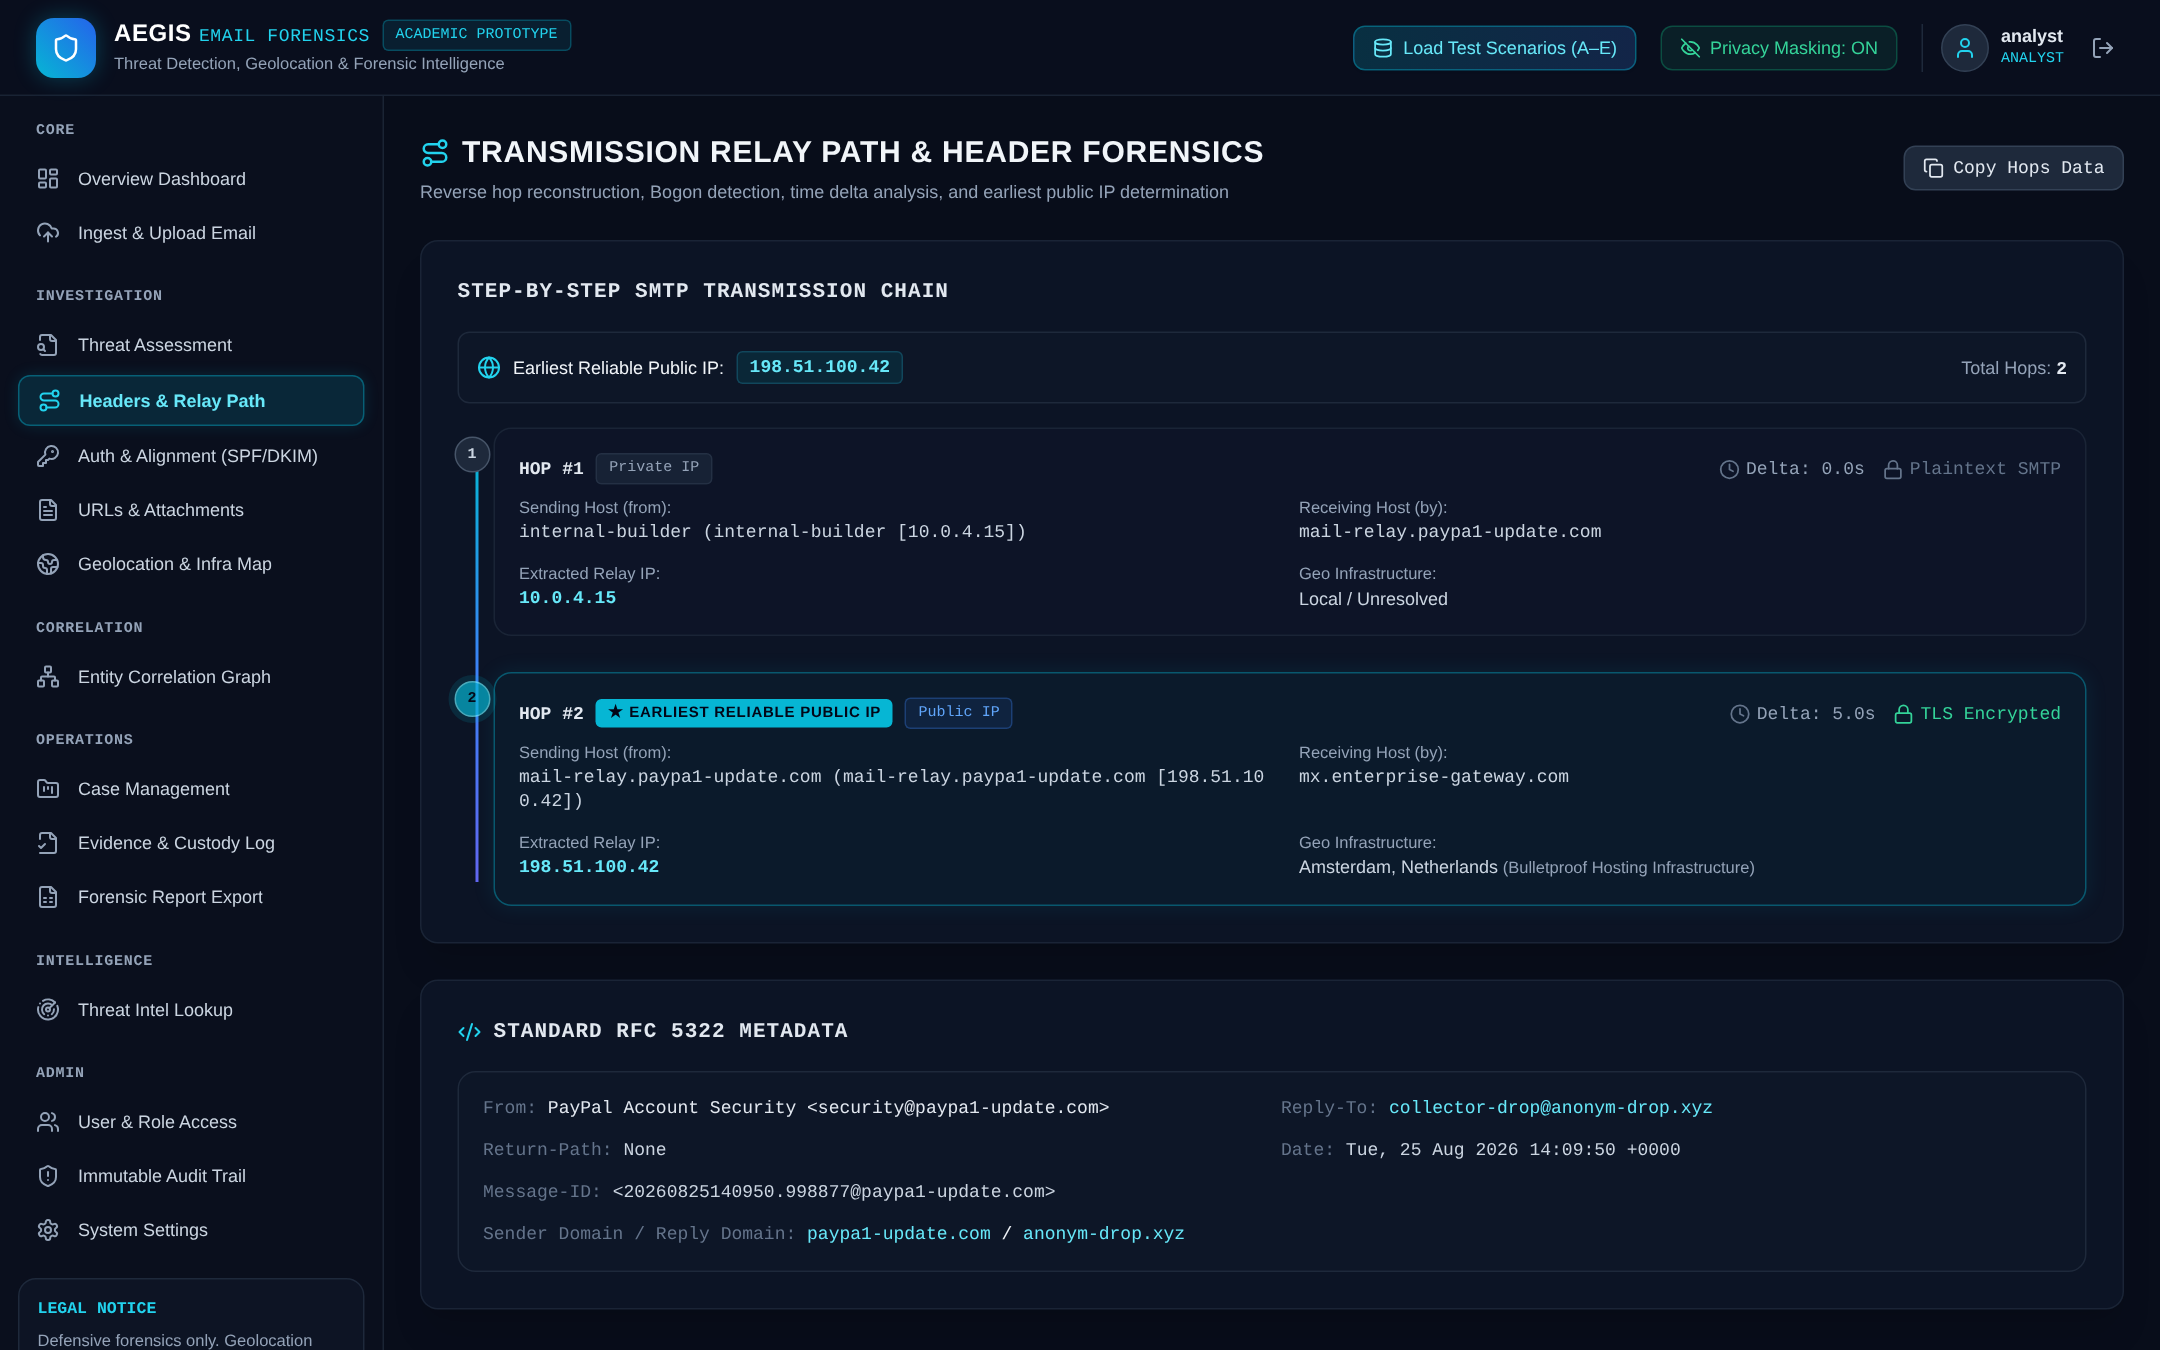 AEGIS EMAIL FORENSICS ACADEMIC PROTOTYPE
Threat Detection, Geolocation & Forensic Intelligence
Load Test Scenarios (A–E)
Privacy Masking: ON
analyst
ANALYST
CORE
Overview Dashboard
Ingest & Upload Email
INVESTIGATION
Threat Assessment
Headers & Relay Path
Auth & Alignment (SPF/DKIM)
URLs & Attachments
Geolocation & Infra Map
CORRELATION
Entity Correlation Graph
OPERATIONS
Case Management
Evidence & Custody Log
Forensic Report Export
INTELLIGENCE
Threat Intel Lookup
ADMIN
User & Role Access
Immutable Audit Trail
System Settings
LEGAL NOTICE
Defensive forensics only. Geolocation
TRANSMISSION RELAY PATH & HEADER FORENSICS
Reverse hop reconstruction, Bogon detection, time delta analysis, and earliest public IP determination
Copy Hops Data
STEP-BY-STEP SMTP TRANSMISSION CHAIN
Earliest Reliable Public IP: 198.51.100.42
Total Hops: 2
1
HOP #1 Private IP
Delta: 0.0s Plaintext SMTP
Sending Host (from):
internal-builder (internal-builder [10.0.4.15])
Receiving Host (by):
mail-relay.paypa1-update.com
Extracted Relay IP:
10.0.4.15
Geo Infrastructure:
Local / Unresolved
2
HOP #2 ★ EARLIEST RELIABLE PUBLIC IP Public IP
Delta: 5.0s TLS Encrypted
Sending Host (from):
mail-relay.paypa1-update.com (mail-relay.paypa1-update.com [198.51.10
0.42])
Receiving Host (by):
mx.enterprise-gateway.com
Extracted Relay IP:
198.51.100.42
Geo Infrastructure:
Amsterdam, Netherlands (Bulletproof Hosting Infrastructure)
STANDARD RFC 5322 METADATA
From: PayPal Account Security <security@paypa1-update.com>
Reply-To: collector-drop@anonym-drop.xyz
Return-Path: None
Date: Tue, 25 Aug 2026 14:09:50 +0000
Message-ID: <20260825140950.998877@paypa1-update.com>
Sender Domain / Reply Domain: paypa1-update.com / anonym-drop.xyz